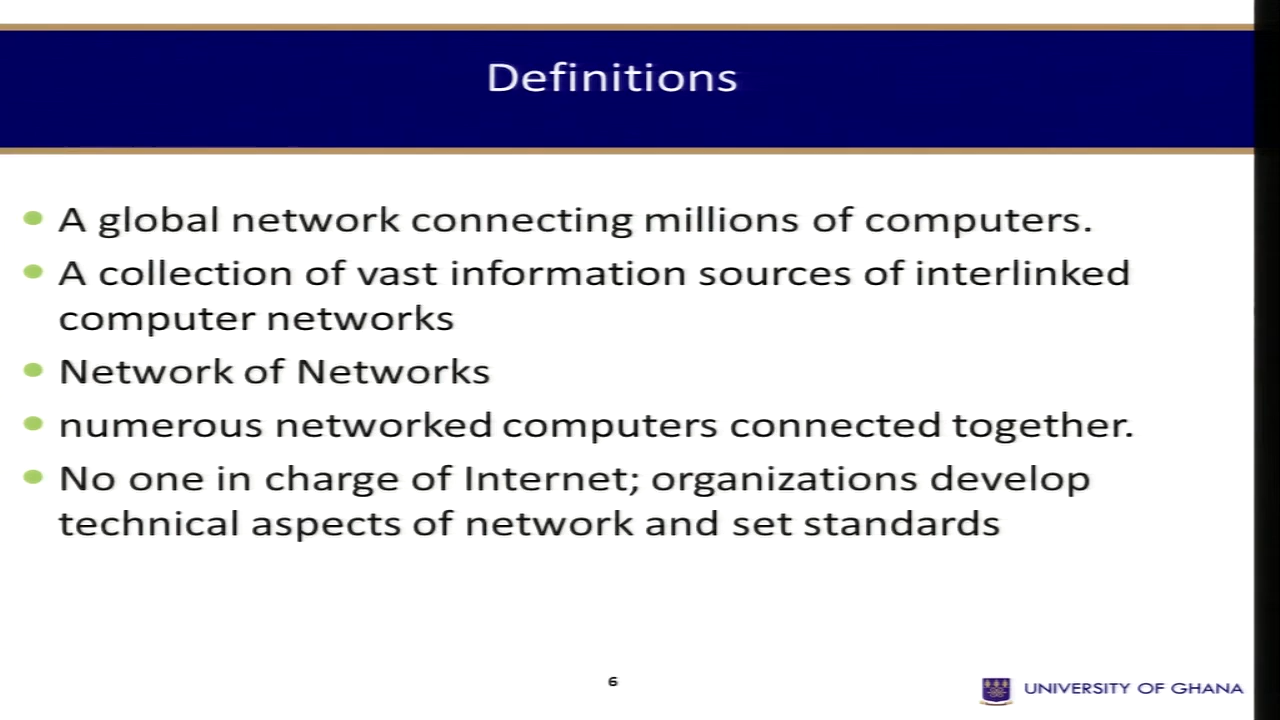 Definitions
A global network connecting millions of computers.
A collection of vast information sources of interlinked
computer networks
Network of Networks
numerous networked computers connected together.
No one in charge of Internet; organizations develop
technical aspects of network and set standards
6
UNIVERSITY OF GHANA